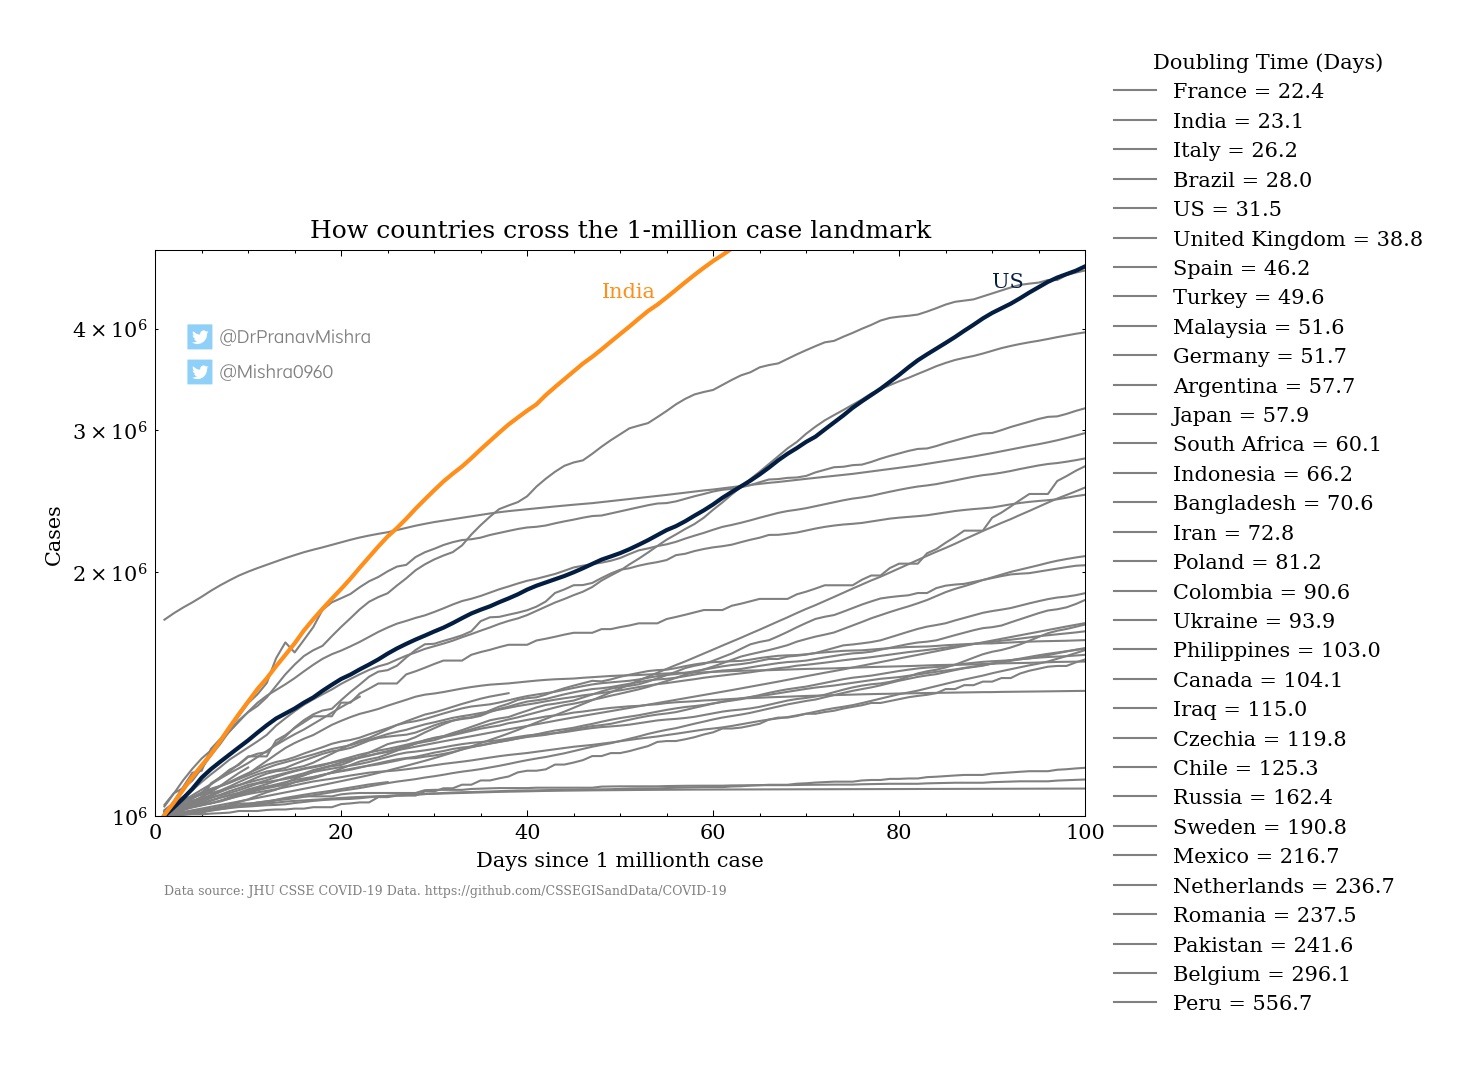 Doubling Time (Days)
France = 22.4
India = 23.1
Italy = 26.2
Brazil = 28.0
US = 31.5
United Kingdom = 38.8
Spain = 46.2
Turkey = 49.6
Malaysia = 51.6
Germany = 51.7
Argentina = 57.7
Japan = 57.9
South Africa = 60.1
Indonesia = 66.2
Bangladesh = 70.6
Iran = 72.8
Poland = 81.2
Colombia = 90.6
Ukraine = 93.9
Philippines = 103.0
Canada = 104.1
Iraq = 115.0
Czechia = 119.8
Chile = 125.3
Russia = 162.4
Sweden = 190.8
Mexico = 216.7
Netherlands = 236.7
Romania = 237.5
Pakistan = 241.6
Belgium = 296.1
Peru = 556.7
How countries cross the 1-million case landmark
India
US
@DrPranavMishra
@Mishra0960
Cases
4 × 10⁶
3 × 10⁶
2 × 10⁶
10⁶
0 20 40 60 80 100
Days since 1 millionth case
Data source: JHU CSSE COVID-19 Data. https://github.com/CSSEGISandData/COVID-19